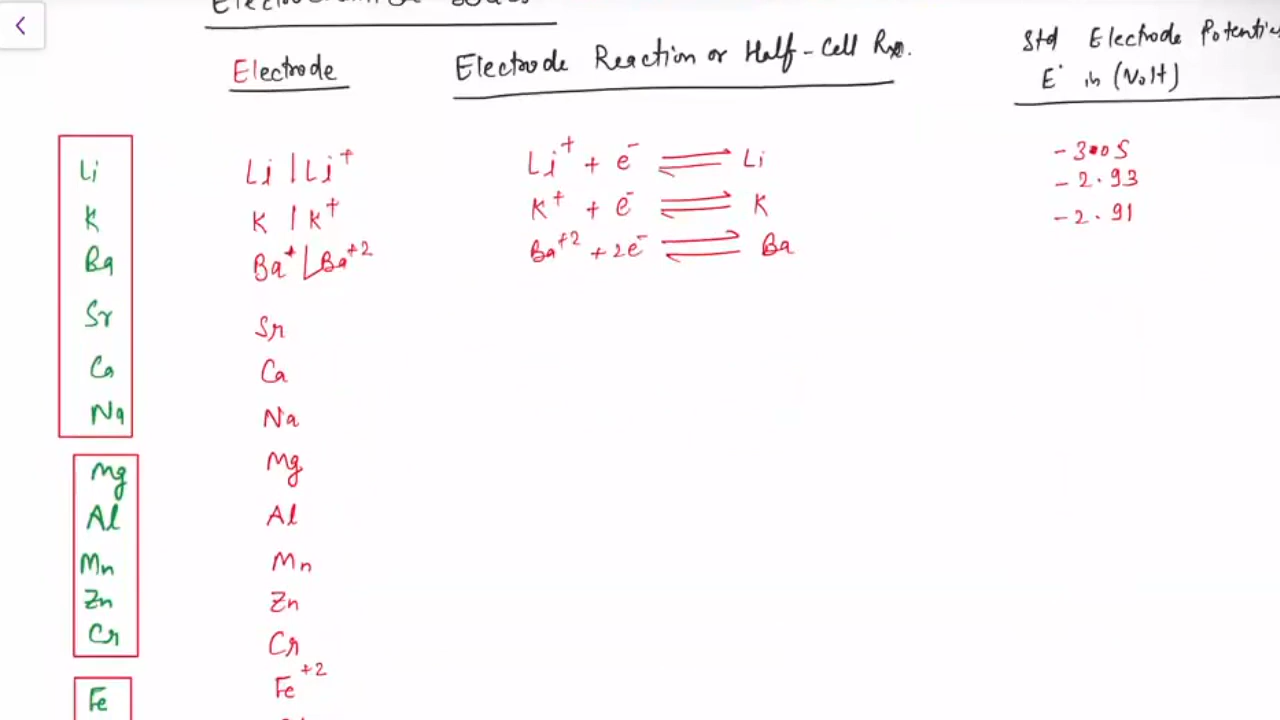 Electrode Electrode Reaction or Half-Cell Rx. Std Electrode Potentia
E° in (Volt)
Li Li | Li⁺ Li⁺ + e⁻ ⇌ Li -3.05
K K | K⁺ K⁺ + e⁻ ⇌ K -2.93
Ba Ba⁺ | Ba⁺² Ba⁺² + 2e⁻ ⇌ Ba -2.91
Sr Sr
Ca Ca
Na Na
Mg Mg
Al Al
Mn Mn
Zn Zn
Cr Cr
Fe Fe⁺²